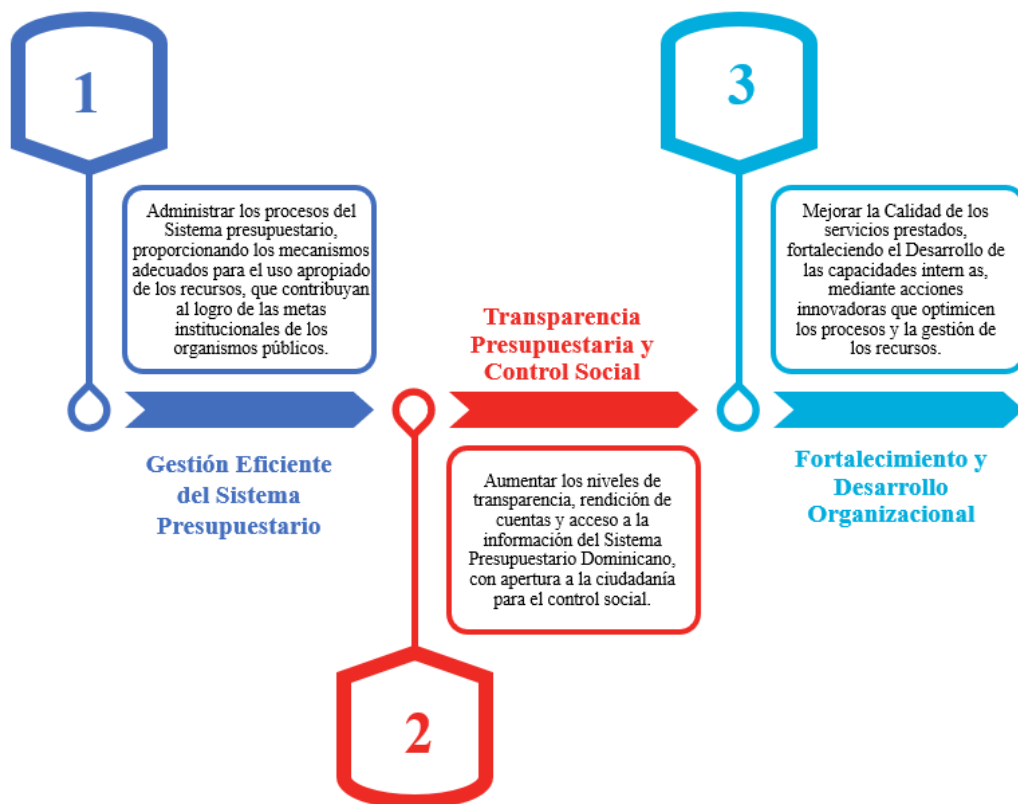 1
Administrar los procesos del
Sistema presupuestario,
proporcionando los mecanismos
adecuados para el uso apropiado
de los recursos, que contribuyan
al logro de las metas
institucionales de los
organismos públicos.
Gestión Eficiente
del Sistema
Presupuestario
Transparencia
Presupuestaria y
Control Social
Aumentar los niveles de
transparencia, rendición de
cuentas y acceso a la
información del Sistema
Presupuestario Dominicano,
con apertura a la ciudadanía
para el control social.
2
3
Mejorar la Calidad de los
servicios prestados,
fortaleciendo el Desarrollo de
las capacidades intern as,
mediante acciones
innovadoras que optimicen
los procesos y la gestión de
los recursos.
Fortalecimiento y
Desarrollo
Organizacional